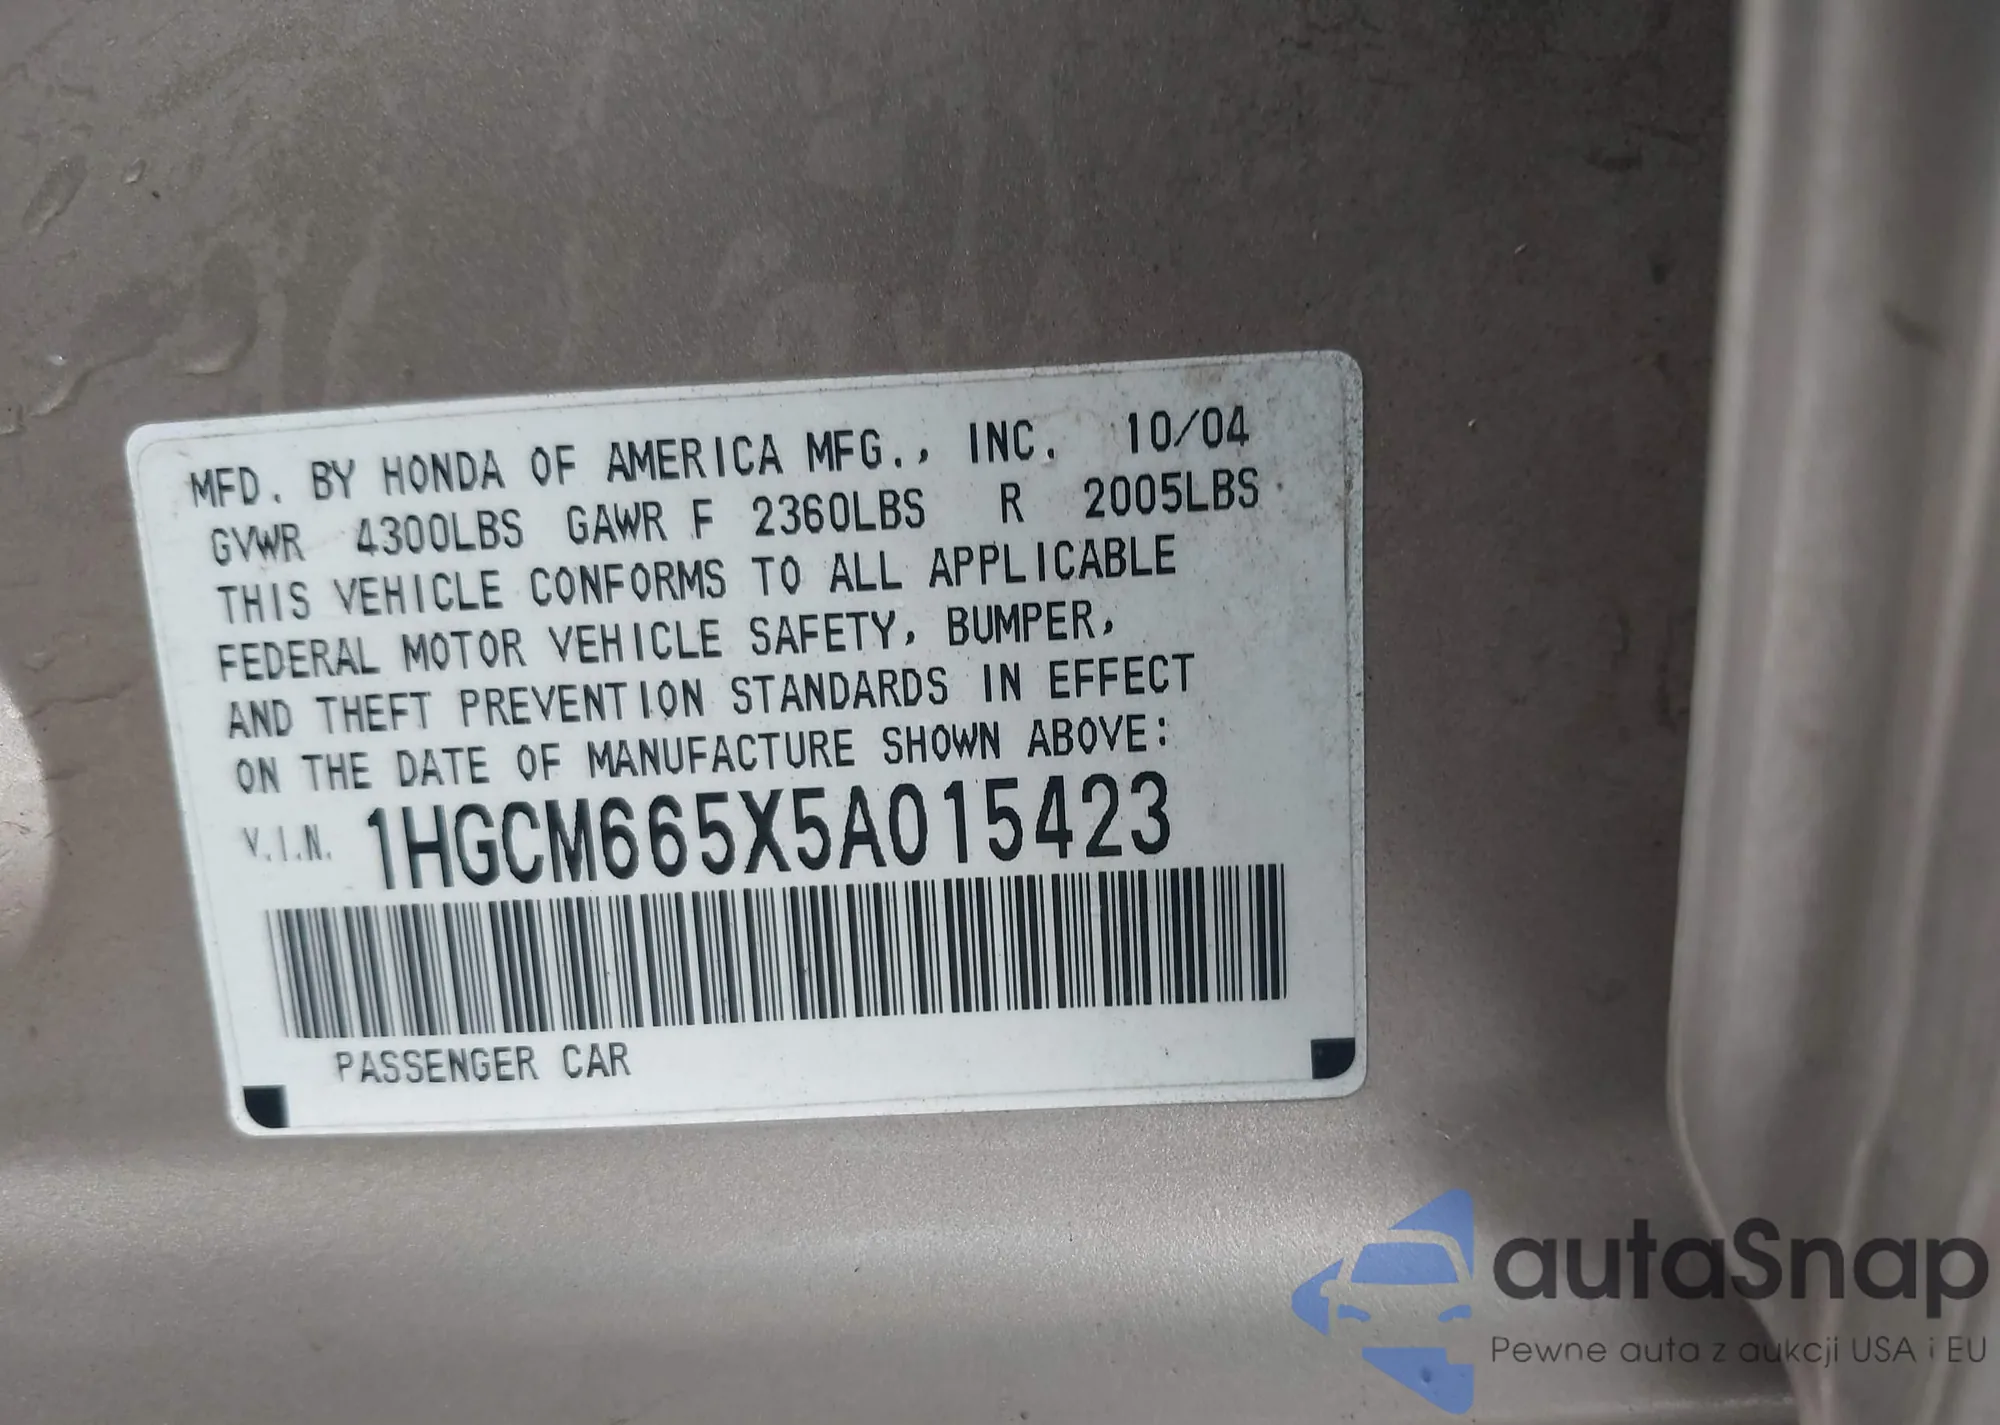 MFD. BY HONDA OF AMERICA MFG., INC. 10/04
GVWR 4300LBS GAWR F 2360LBS R 2005LBS
THIS VEHICLE CONFORMS TO ALL APPLICABLE
FEDERAL MOTOR VEHICLE SAFETY, BUMPER,
AND THEFT PREVENTION STANDARDS IN EFFECT
ON THE DATE OF MANUFACTURE SHOWN ABOVE:
V.I.N. 1HGCM665X5A015423
PASSENGER CAR
autaSnap
Pewne auta z aukcji USA i EU